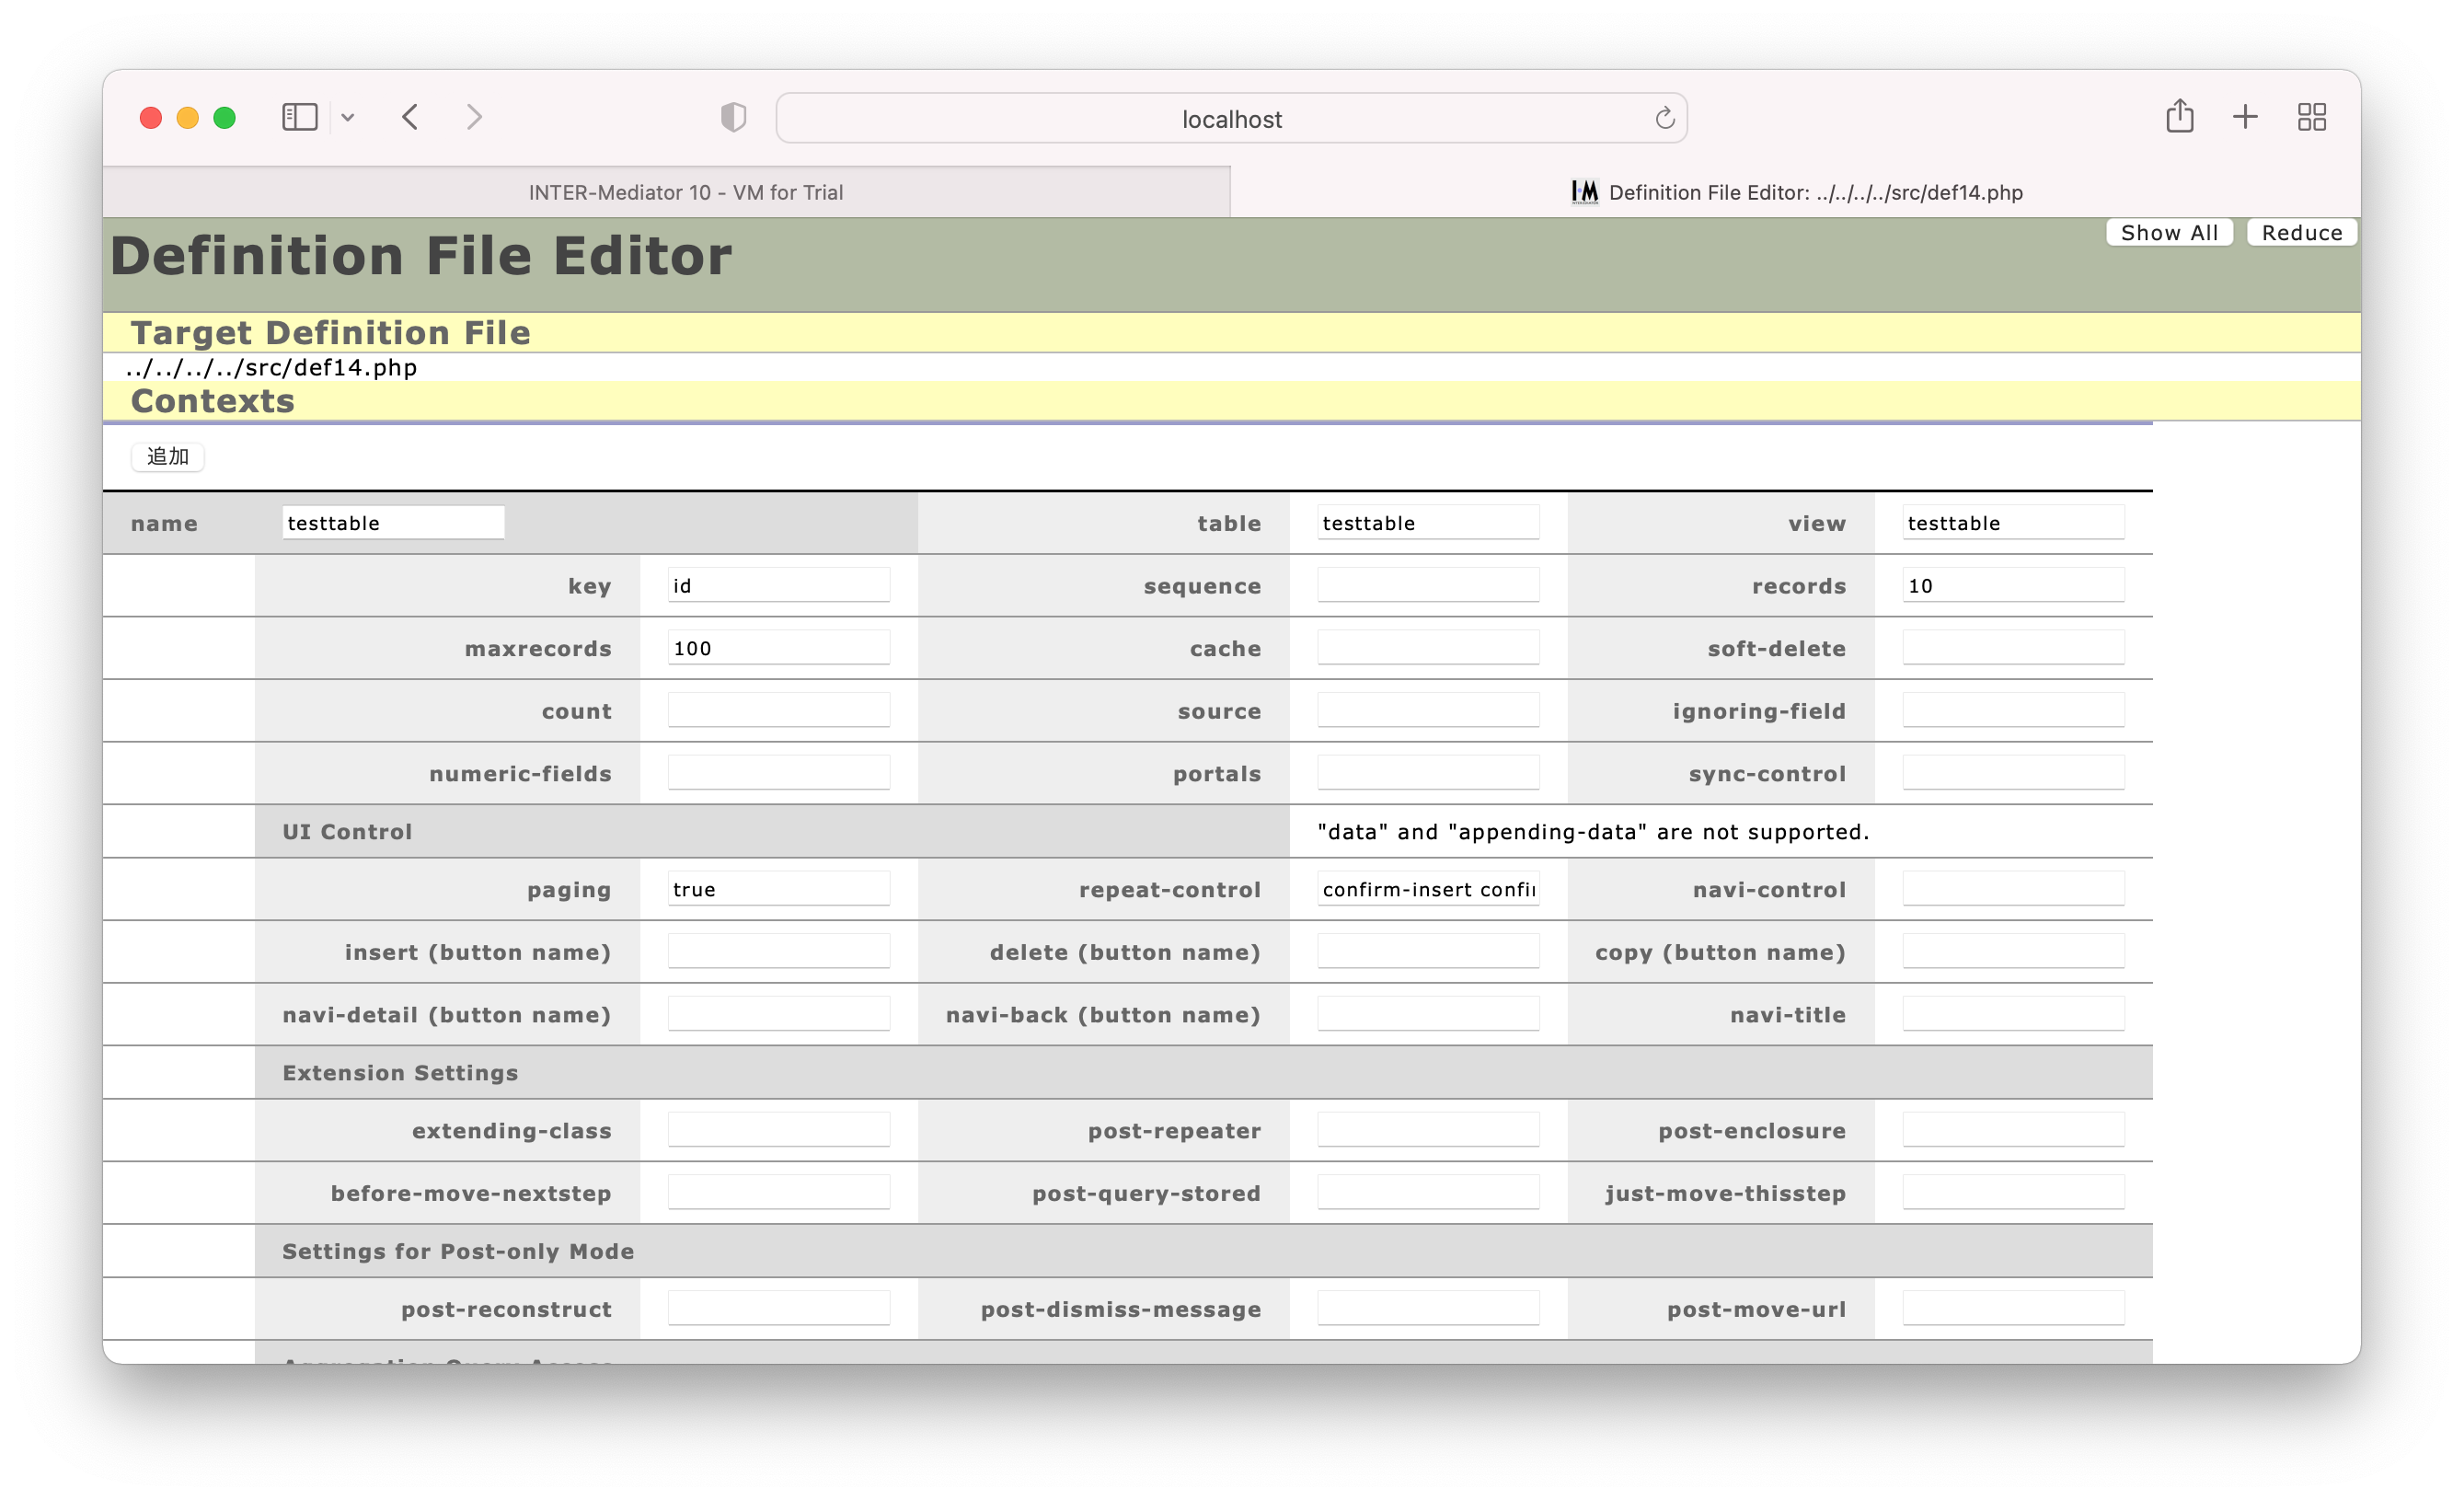 localhost
INTER-Mediator 10 - VM for Trial
Definition File Editor: ../../../../src/def14.php
Definition File Editor
Show All Reduce
Target Definition File
../../../../src/def14.php
Contexts
追加
name testtable table testtable view testtable
key id sequence records 10
maxrecords 100 cache soft-delete
count source ignoring-field
numeric-fields portals sync-control
UI Control "data" and "appending-data" are not supported.
paging true repeat-control confirm-insert navi-control
insert (button name) delete (button name) copy (button name)
navi-detail (button name) navi-back (button name) navi-title
Extension Settings
extending-class post-repeater post-enclosure
before-move-nextstep post-query-stored just-move-thisstep
Settings for Post-only Mode
post-reconstruct post-dismiss-message post-move-url